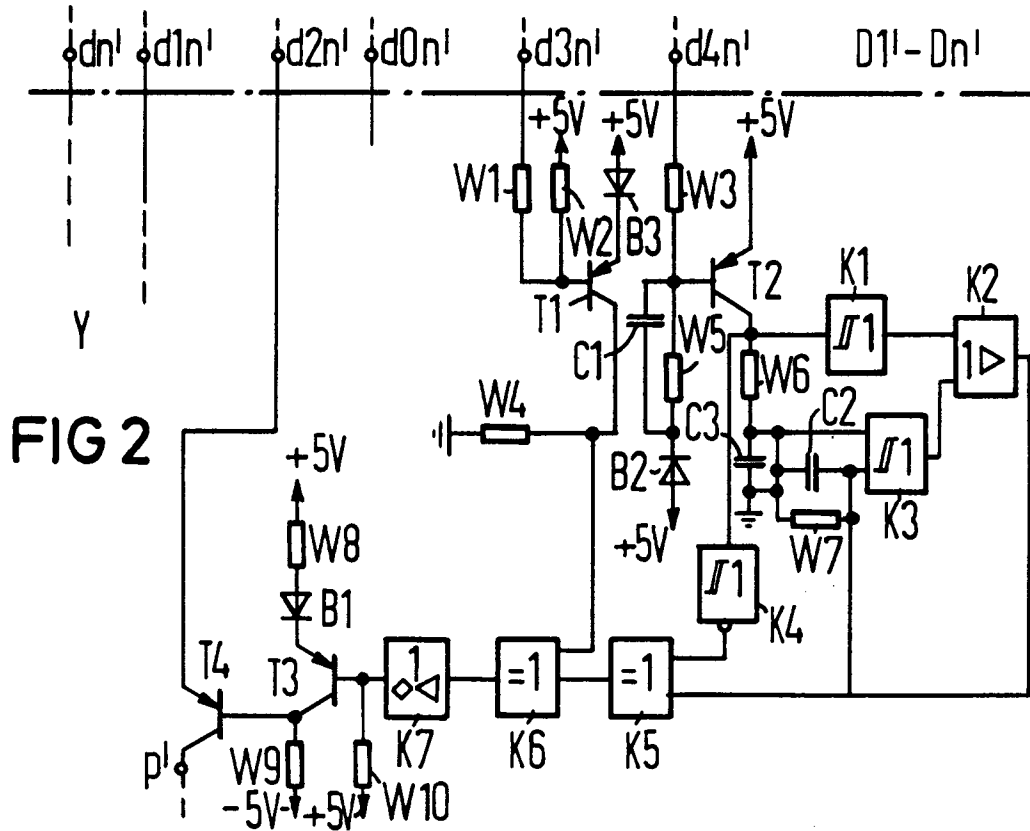 dn' d1n' d2n' d0n' d3n' d4n' D1'-Dn'
+5V +5V +5V
W1 W2 B3 W3
T1 T2 K1 K2
Y
C1 W5 W6 1 1
FIG 2
W4 C3 C2
+5V B2 1 K3
W8 +5V W7
B1 1 K4
T4 T3 1 =1 =1
K7 K6 K5
p' W9 W10
-5V +5V